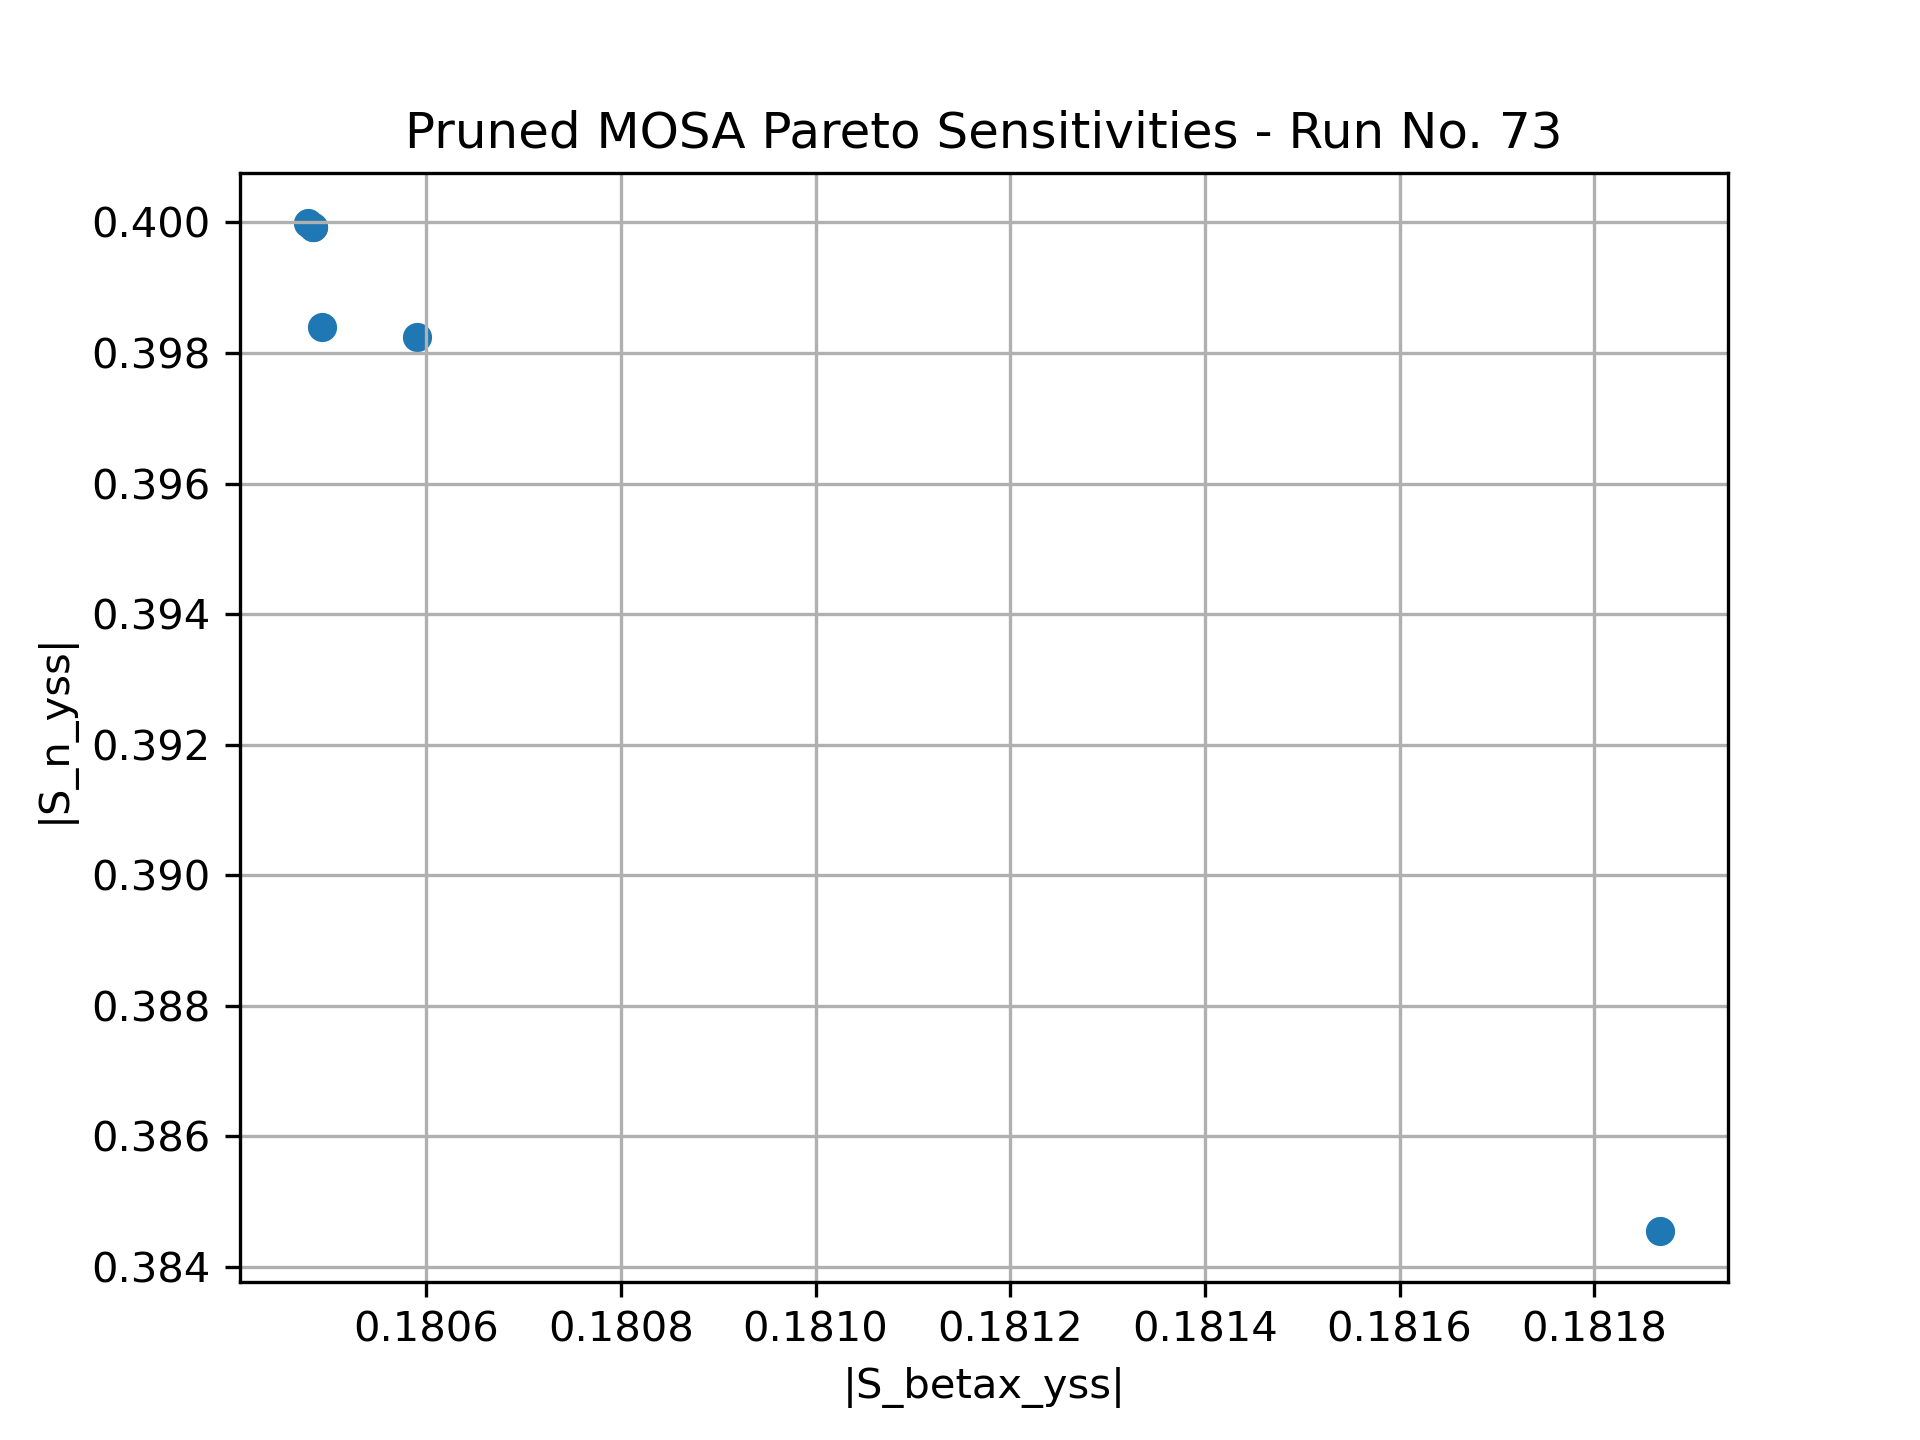 Pruned MOSA Pareto Sensitivities - Run No. 73
|S_n_yss|
0.400
0.398
0.396
0.394
0.392
0.390
0.388
0.386
0.384
0.1806 0.1808 0.1810 0.1812 0.1814 0.1816 0.1818
|S_betax_yss|